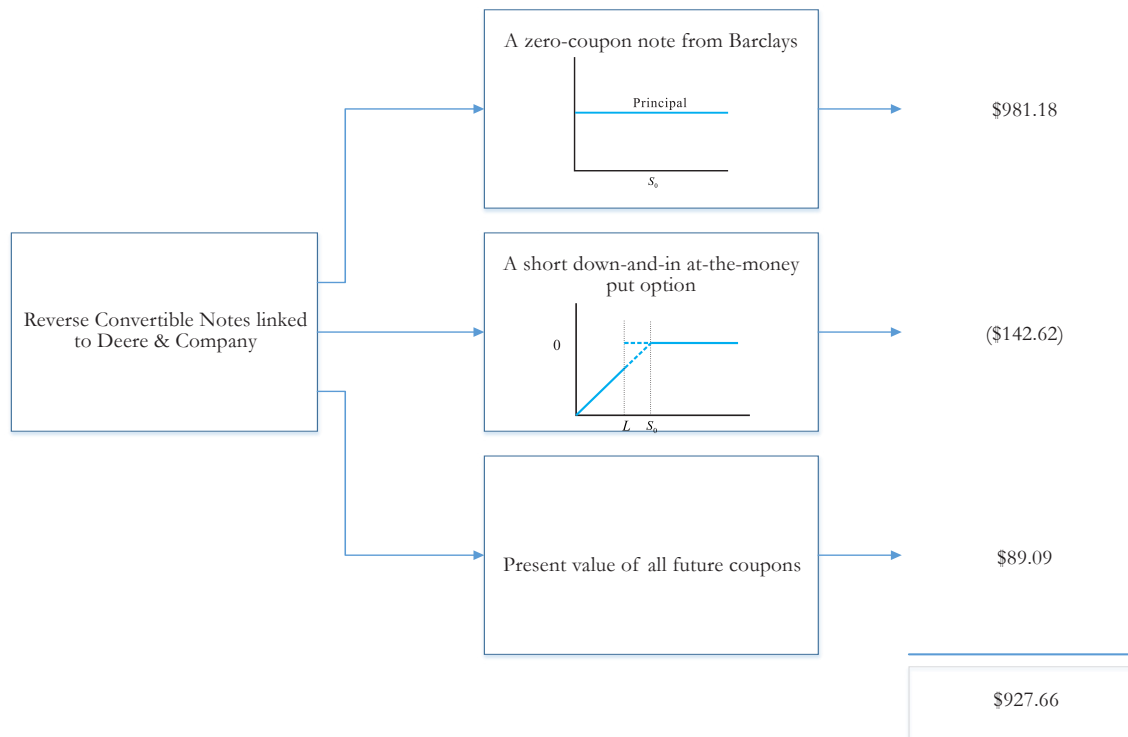 A zero-coupon note from Barclays
Principal
S₀
$981.18
Reverse Convertible Notes linked
to Deere & Company
A short down-and-in at-the-money
put option
0
L S₀
($142.62)
Present value of all future coupons
$89.09
$927.66